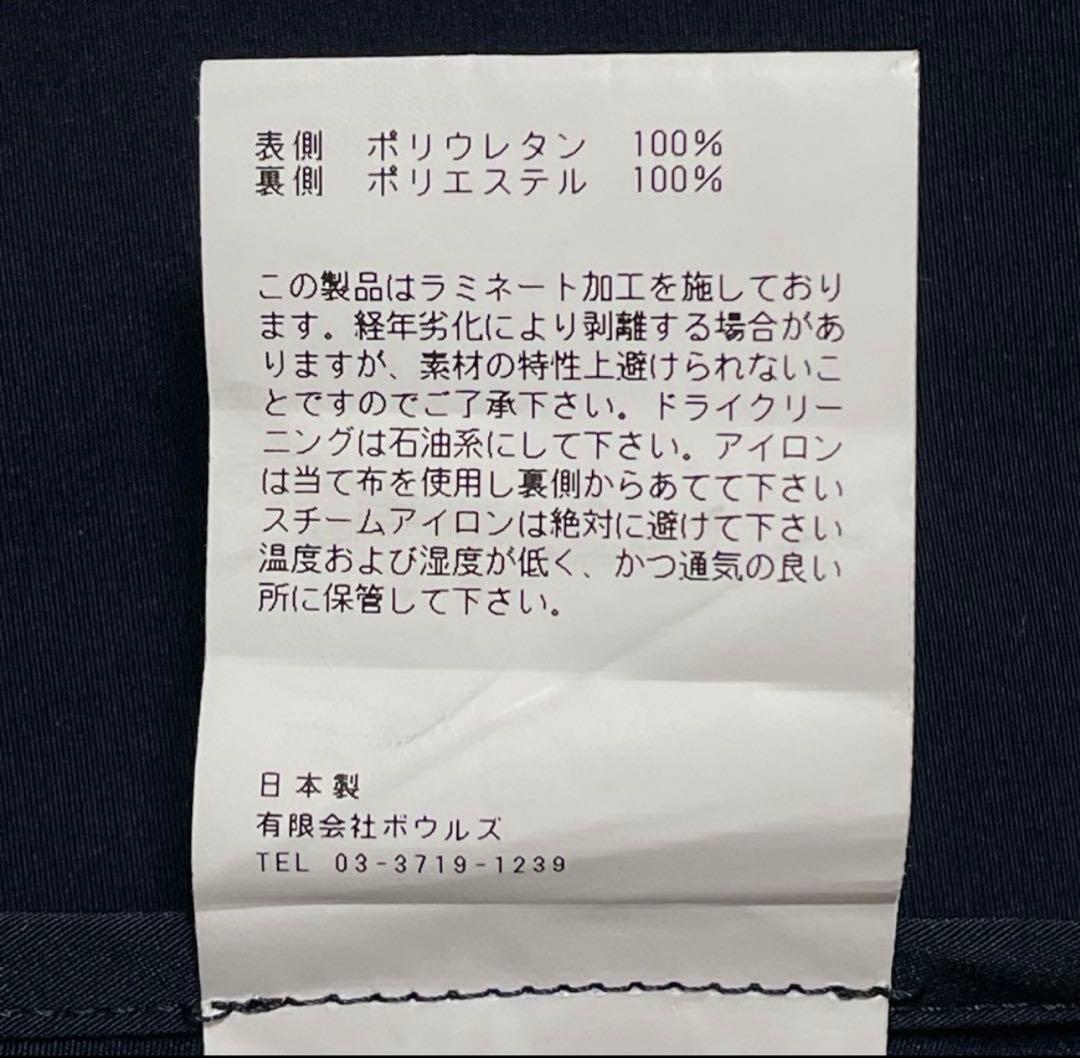 表側 ポリウレタン 100%
裏側 ポリエステル 100%
この製品はラミネート加工を施しており
ます。経年劣化により剥離する場合があ
りますが、素材の特性上避けられないこ
とですのでご了承下さい。ドライクリー
ニングは石油系にして下さい。アイロン
は当て布を使用し裏側からあてて下さい
スチームアイロンは絶対に避けて下さい
温度および湿度が低く、かつ通気の良い
所に保管して下さい。
日本製
有限会社ボウルズ
TEL 03-3719-1239